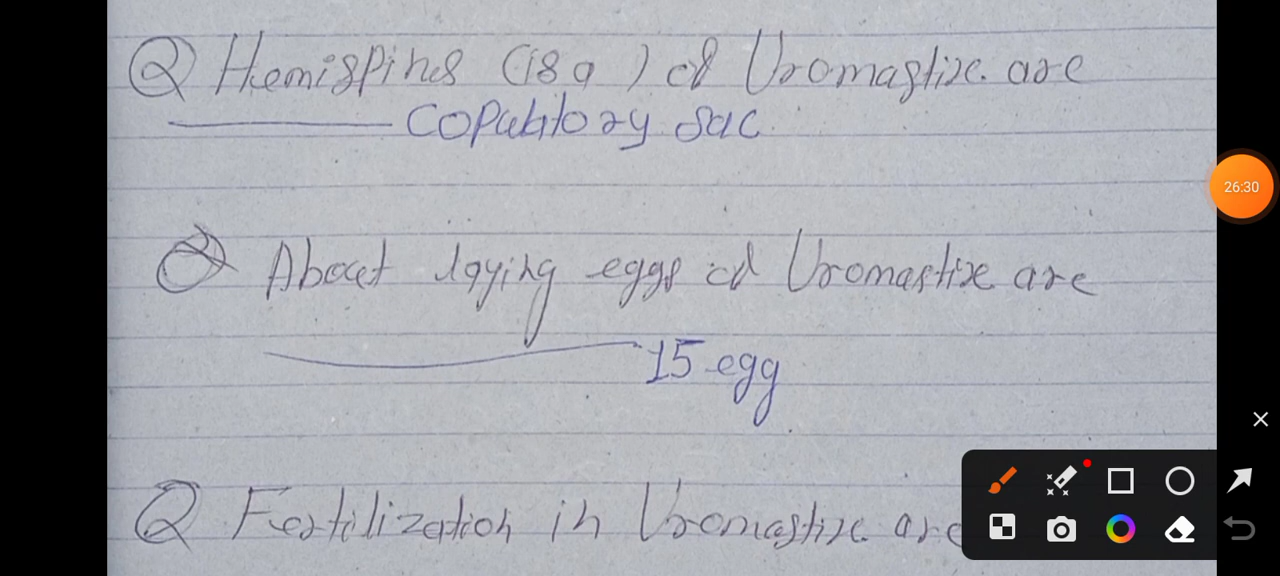 Q Hemispines (is a ) of Uromastix are
Copulatory sac
26:30
Q About laying eggs of Uromastix are
15 egg
Q Fertilization in Uromastix are